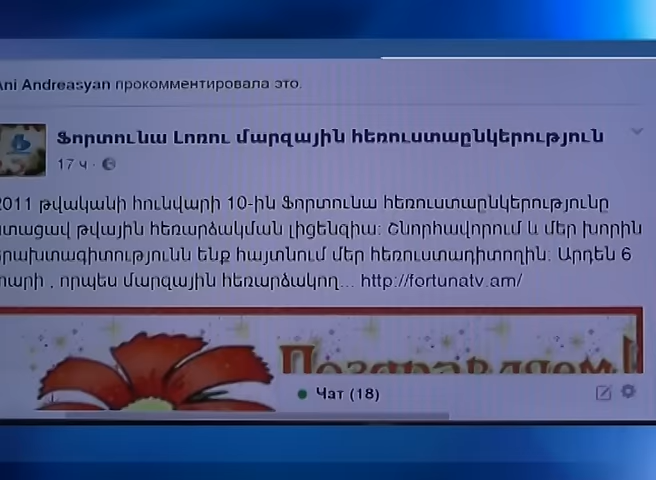 Ani Andreasyan прокомментировала это.
Ֆորտունա Լոռու մարզային հեռուստաընկերություն
17 ч ·
2011 թվականի հունվարի 10-ին Ֆորտունա հեռուստաընկերությունը
ստացավ թվային հեռարձակման լիցենզիա: Շնորհավորում և մեր խորին
երախտագիտությունն ենք հայտնում մեր հեռուստադիտողին. Արդեն 6
տարի , որպես մարզային հեռարձակող... http://fortunatv.am/
Поздравляем!
Чат (18)